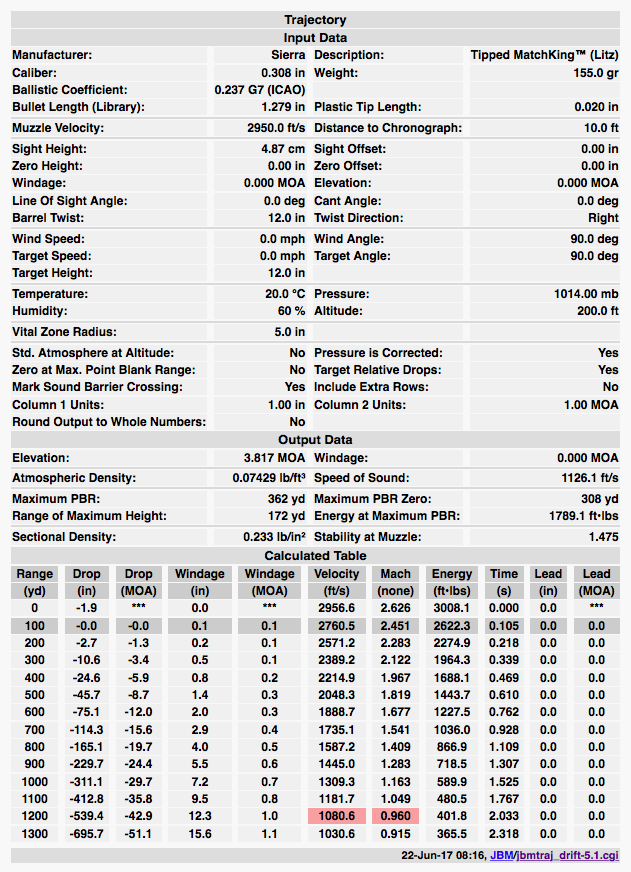 Trajectory
Input Data
Manufacturer: Sierra Description: Tipped MatchKing™ (Litz)
Caliber: 0.308 in Weight: 155.0 gr
Ballistic Coefficient: 0.237 G7 (ICAO)
Bullet Length (Library): 1.279 in Plastic Tip Length: 0.020 in
Muzzle Velocity: 2950.0 ft/s Distance to Chronograph: 10.0 ft
Sight Height: 4.87 cm Sight Offset: 0.00 in
Zero Height: 0.00 in Zero Offset: 0.00 in
Windage: 0.000 MOA Elevation: 0.000 MOA
Line Of Sight Angle: 0.0 deg Cant Angle: 0.0 deg
Barrel Twist: 12.0 in Twist Direction: Right
Wind Speed: 0.0 mph Wind Angle: 90.0 deg
Target Speed: 0.0 mph Target Angle: 90.0 deg
Target Height: 12.0 in
Temperature: 20.0 °C Pressure: 1014.00 mb
Humidity: 60 % Altitude: 200.0 ft
Vital Zone Radius: 5.0 in
Std. Atmosphere at Altitude: No Pressure is Corrected: Yes
Zero at Max. Point Blank Range: No Target Relative Drops: Yes
Mark Sound Barrier Crossing: Yes Include Extra Rows: No
Column 1 Units: 1.00 in Column 2 Units: 1.00 MOA
Round Output to Whole Numbers: No
Output Data
Elevation: 3.817 MOA Windage: 0.000 MOA
Atmospheric Density: 0.07429 lb/ft³ Speed of Sound: 1126.1 ft/s
Maximum PBR: 362 yd Maximum PBR Zero: 308 yd
Range of Maximum Height: 172 yd Energy at Maximum PBR: 1789.1 ft•lbs
Sectional Density: 0.233 lb/in² Stability at Muzzle: 1.475
Calculated Table
Range Drop Drop Windage Windage Velocity Mach Energy Time Lead Lead
(yd) (in) (MOA) (in) (MOA) (ft/s) (none) (ft•lbs) (s) (in) (MOA)
0 -1.9 *** 0.0 *** 2956.6 2.626 3008.1 0.000 0.0 ***
100 -0.0 -0.0 0.1 0.1 2760.5 2.451 2622.3 0.105 0.0 0.0
200 -2.7 -1.3 0.2 0.1 2571.2 2.283 2274.9 0.218 0.0 0.0
300 -10.6 -3.4 0.5 0.1 2389.2 2.122 1964.3 0.339 0.0 0.0
400 -24.6 -5.9 0.8 0.2 2214.9 1.967 1688.1 0.469 0.0 0.0
500 -45.7 -8.7 1.4 0.3 2048.3 1.819 1443.7 0.610 0.0 0.0
600 -75.1 -12.0 2.0 0.3 1888.7 1.677 1227.5 0.762 0.0 0.0
700 -114.3 -15.6 2.9 0.4 1735.1 1.541 1036.0 0.928 0.0 0.0
800 -165.1 -19.7 4.0 0.5 1587.2 1.409 866.9 1.109 0.0 0.0
900 -229.7 -24.4 5.5 0.6 1445.0 1.283 718.5 1.307 0.0 0.0
1000 -311.1 -29.7 7.2 0.7 1309.3 1.163 589.9 1.525 0.0 0.0
1100 -412.8 -35.8 9.5 0.8 1181.7 1.049 480.5 1.767 0.0 0.0
1200 -539.4 -42.9 12.3 1.0 1080.6 0.960 401.8 2.033 0.0 0.0
1300 -695.7 -51.1 15.6 1.1 1030.6 0.915 365.5 2.318 0.0 0.0
22-Jun-17 08:16, JBM/jbmtraj_drift-5.1.cgi